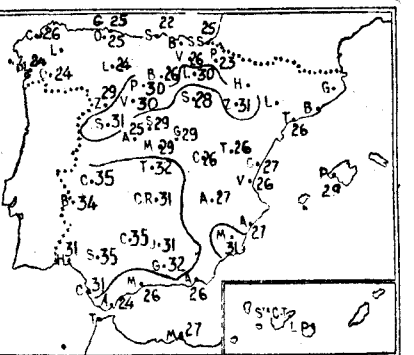 G 25 22 25
C 26 O 25 S B SS
L V 26 P 23
24 C 24 L 24 B 26 L 30 H G
P 30
Z 29 V 30 S 28 Z 31 L B
S 31 S 29 T 26
A 25 G 29
M 29 C 26 T 26
T 32 C 27
C 35 V 26 P 29
B 34 C.R 31 A 27
A 27
C 35 J 31 M 31
H 31 S 35 G 32
C 31 M 26 A 26
A 24
T S.C.T
L P
M 27